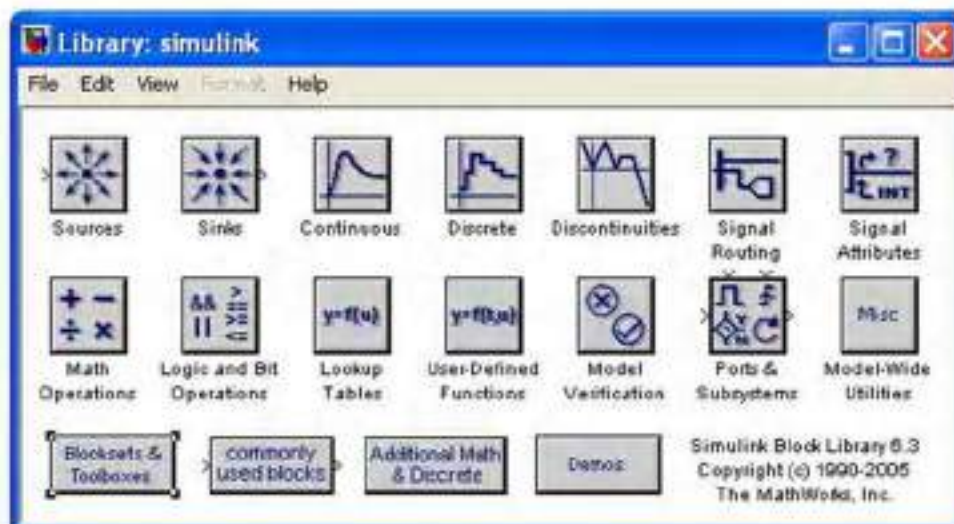 Library: simulink
File Edit View Format Help
&& >
>=
|| <=
? INT
Sources Sinks Continuous Discrete Discontinuities Signal Routing Signal Attributes
+ − ÷ × y=f(u) y=f(t,u) Misc
Math Operations Logic and Bit Operations Lookup Tables User-Defined Functions Model Verification Ports & Subsystems Model-Wide Utilities
Blocksets & Toolboxes
commonly used blocks
Additional Math & Discrete
Demos
Simulink Block Library 6.3
Copyright (c) 1990-2005
The MathWorks, Inc.